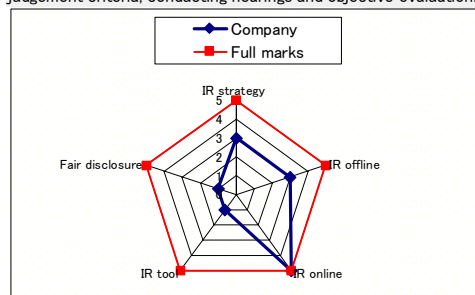 judgement criteria, conducting hearings and objective evaluation.
Company
Full marks
IR strategy
5
4
3
2
1
0
Fair disclosure
IR offline
IR tool
IR online